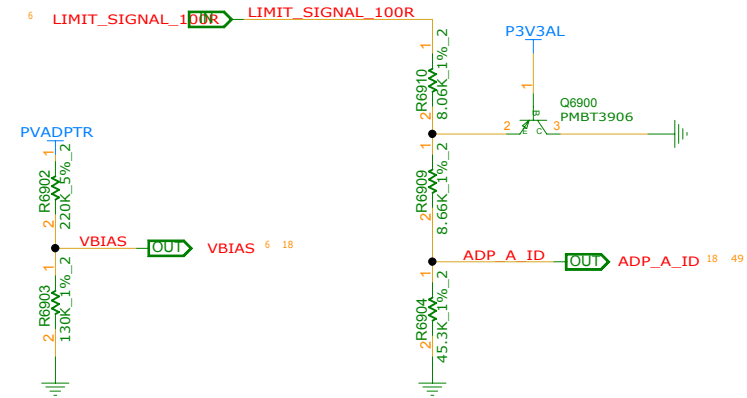 6 LIMIT_SIGNAL_100R IN LIMIT_SIGNAL_100R
P3V3AL
1
R6910
8.06K_1%_2
2
1
Q6900
PMBT3906
B
2 E C 3
PVADPTR
1
R6902
220K_5%_2
2
1
R6909
8.66K_1%_2
2
VBIAS OUT VBIAS 6 18
ADP_A_ID OUT ADP_A_ID 18 49
1
R6903
130K_1%_2
2
1
R6904
45.3K_1%_2
2